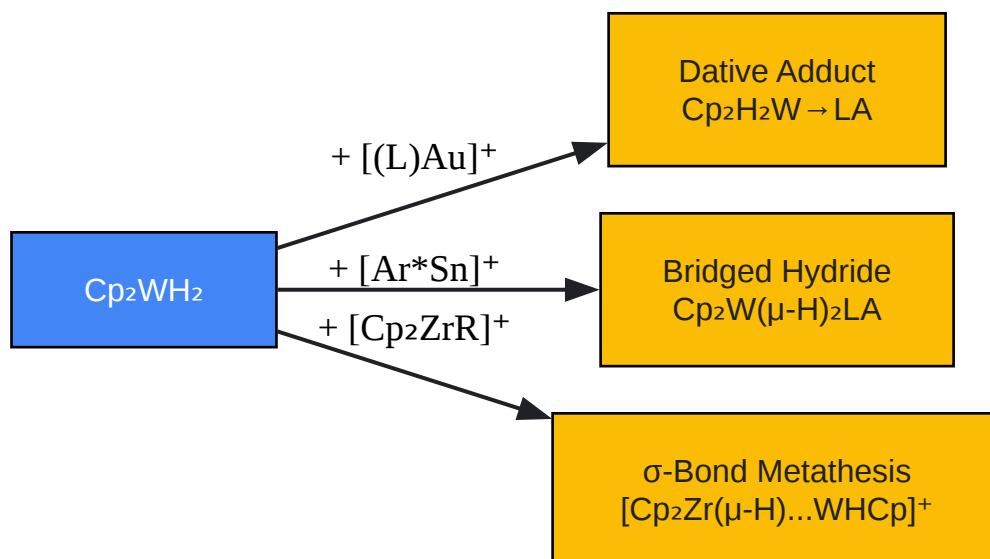 Dative Adduct
Cp₂H₂W→LA
+ [(L)Au]⁺
Cp₂WH₂
+ [Ar*Sn]⁺
Bridged Hydride
Cp₂W(μ-H)₂LA
+ [Cp₂ZrR]⁺
σ-Bond Metathesis
[Cp₂Zr(μ-H)...WHCp]⁺